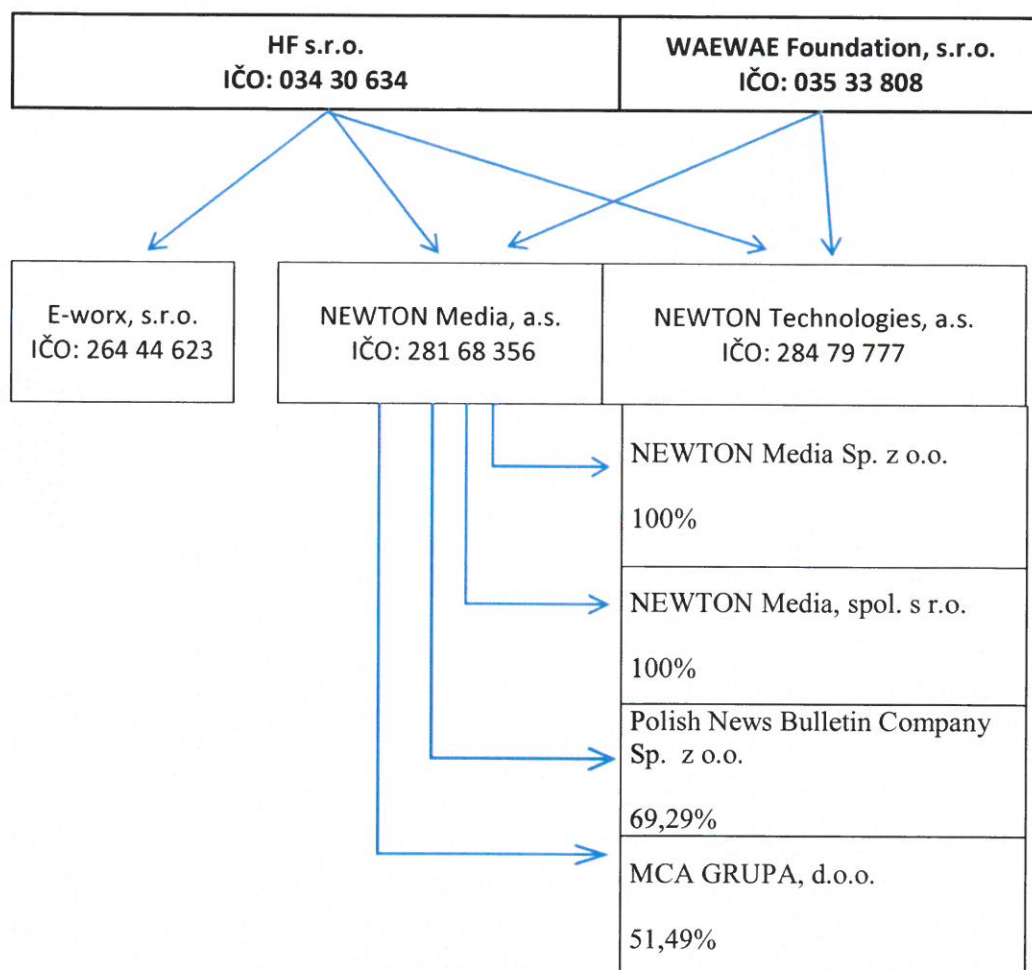 HF s.r.o.
IČO: 034 30 634
WAEWAE Foundation, s.r.o.
IČO: 035 33 808
E-worx, s.r.o.
IČO: 264 44 623
NEWTON Media, a.s.
IČO: 281 68 356
NEWTON Technologies, a.s.
IČO: 284 79 777
NEWTON Media Sp. z o.o.
100%
NEWTON Media, spol. s r.o.
100%
Polish News Bulletin Company
Sp. z o.o.
69,29%
MCA GRUPA, d.o.o.
51,49%